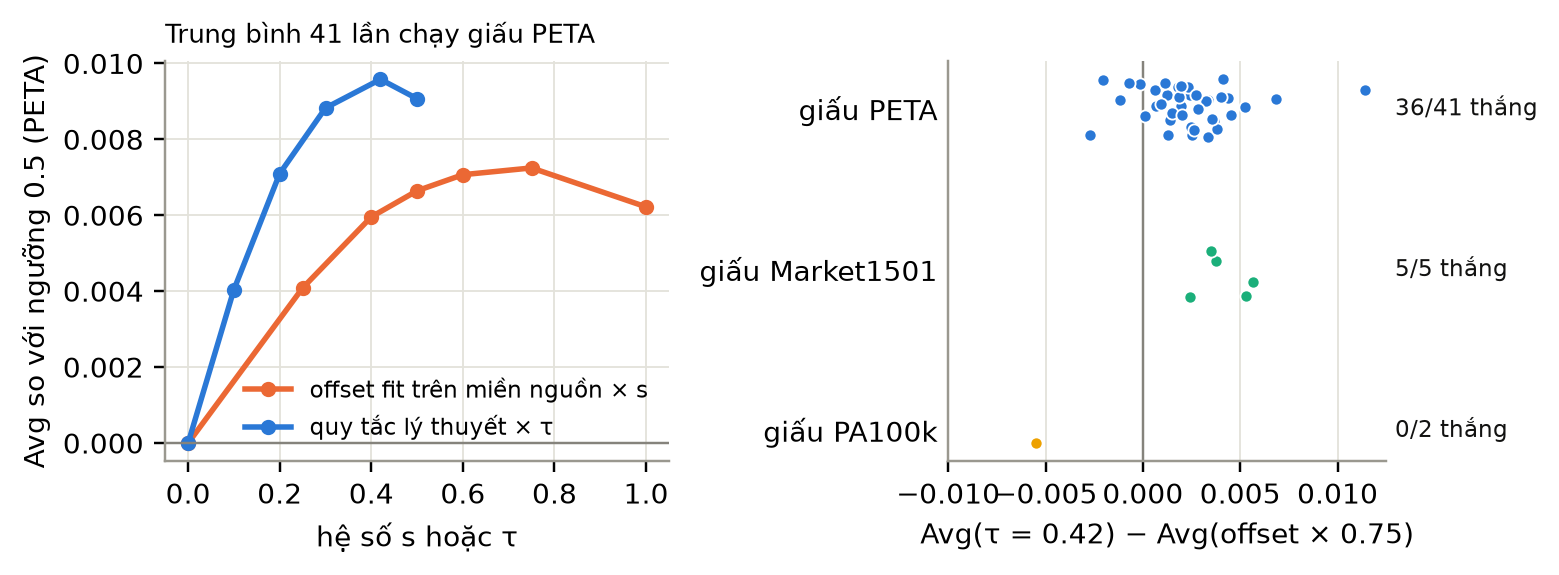 Trung bình 41 lần chạy giấu PETA
Avg so với ngưỡng 0.5 (PETA)
0.010
0.008
0.006
0.004
0.002
0.000
offset fit trên miền nguồn × s
quy tắc lý thuyết × τ
0.0 0.2 0.4 0.6 0.8 1.0
hệ số s hoặc τ
giấu PETA
36/41 thắng
giấu Market1501
5/5 thắng
giấu PA100k
0/2 thắng
−0.010 −0.005 0.000 0.005 0.010
Avg(τ = 0.42) − Avg(offset × 0.75)